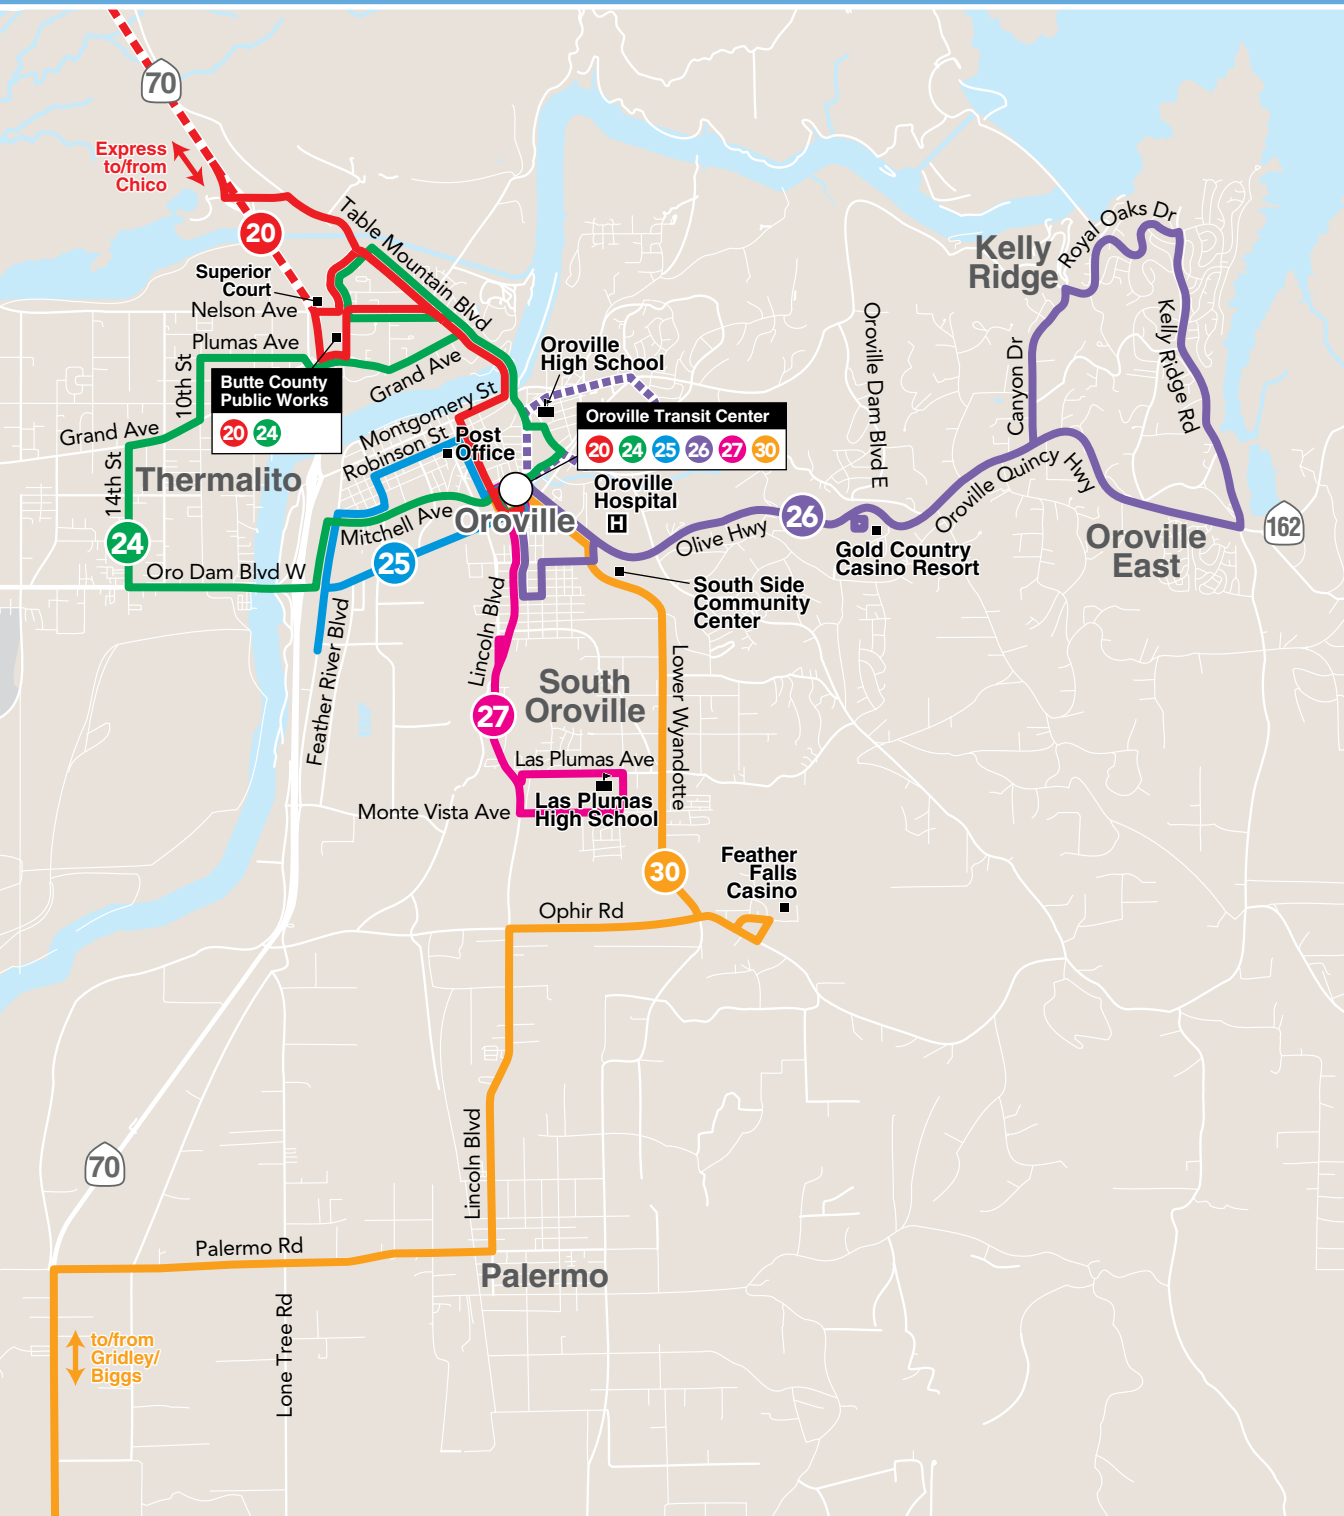 70
Express
to/from
Chico
20
Table Mountain Blvd
Superior
Court
Nelson Ave
Plumas Ave
10th St
Grand Ave
Butte County
Public Works
20 24
Grand Ave
14th St
Thermalito
24
Oro Dam Blvd W
Montgomery St
Robinson St
Post
Office
Mitchell Ave
25
Feather River Blvd
Oroville
High School
Oroville Transit Center
20 24 25 26 27 30
Oroville
Hospital
H
Oroville
Olive Hwy
26
Oroville Dam Blvd E
Gold Country
Casino Resort
Oroville Quincy Hwy
Canyon Dr
Kelly
Ridge
Royal Oaks Dr
Kelly Ridge Rd
Oroville
East
162
South Side
Community
Center
Lincoln Blvd
South
Oroville
27
Lower Wyandotte
Las Plumas Ave
Las Plumas
High School
Monte Vista Ave
30
Feather
Falls
Casino
Ophir Rd
Lincoln Blvd
70
Palermo Rd
Palermo
Lone Tree Rd
to/from
Gridley/
Biggs